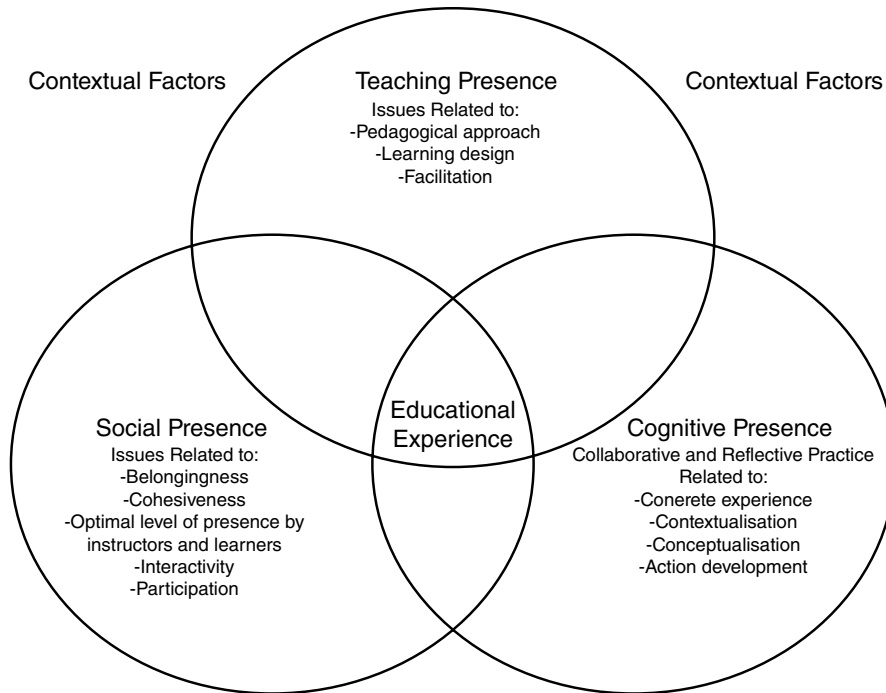 Contextual Factors
Teaching Presence
Contextual Factors
Issues Related to:
-Pedagogical approach
-Learning design
-Facilitation
Educational
Experience
Social Presence
Issues Related to:
-Belongingness
-Cohesiveness
-Optimal level of presence by
instructors and learners
-Interactivity
-Participation
Cognitive Presence
Collaborative and Reflective Practice
Related to:
-Conerete experience
-Contextualisation
-Conceptualisation
-Action development